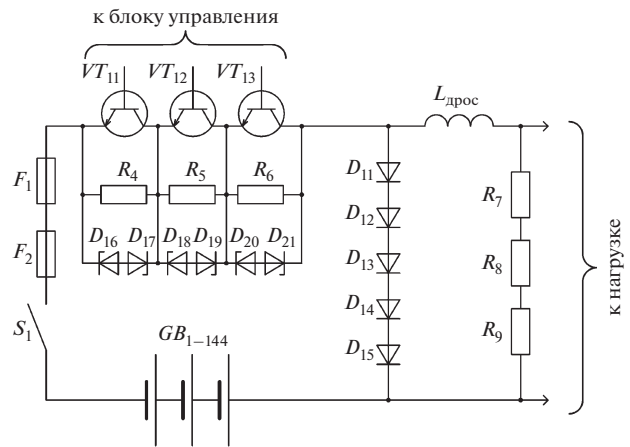 к блоку управления
VT₁₁ VT₁₂ VT₁₃
L_дрос
R₄ R₅ R₆
F₁
D₁₁
R₇
D₁₂
D₁₆ D₁₇ D₁₈ D₁₉ D₂₀ D₂₁
F₂
D₁₃
R₈
к нагрузке
S₁
GB₁₋₁₄₄
D₁₄
R₉
D₁₅